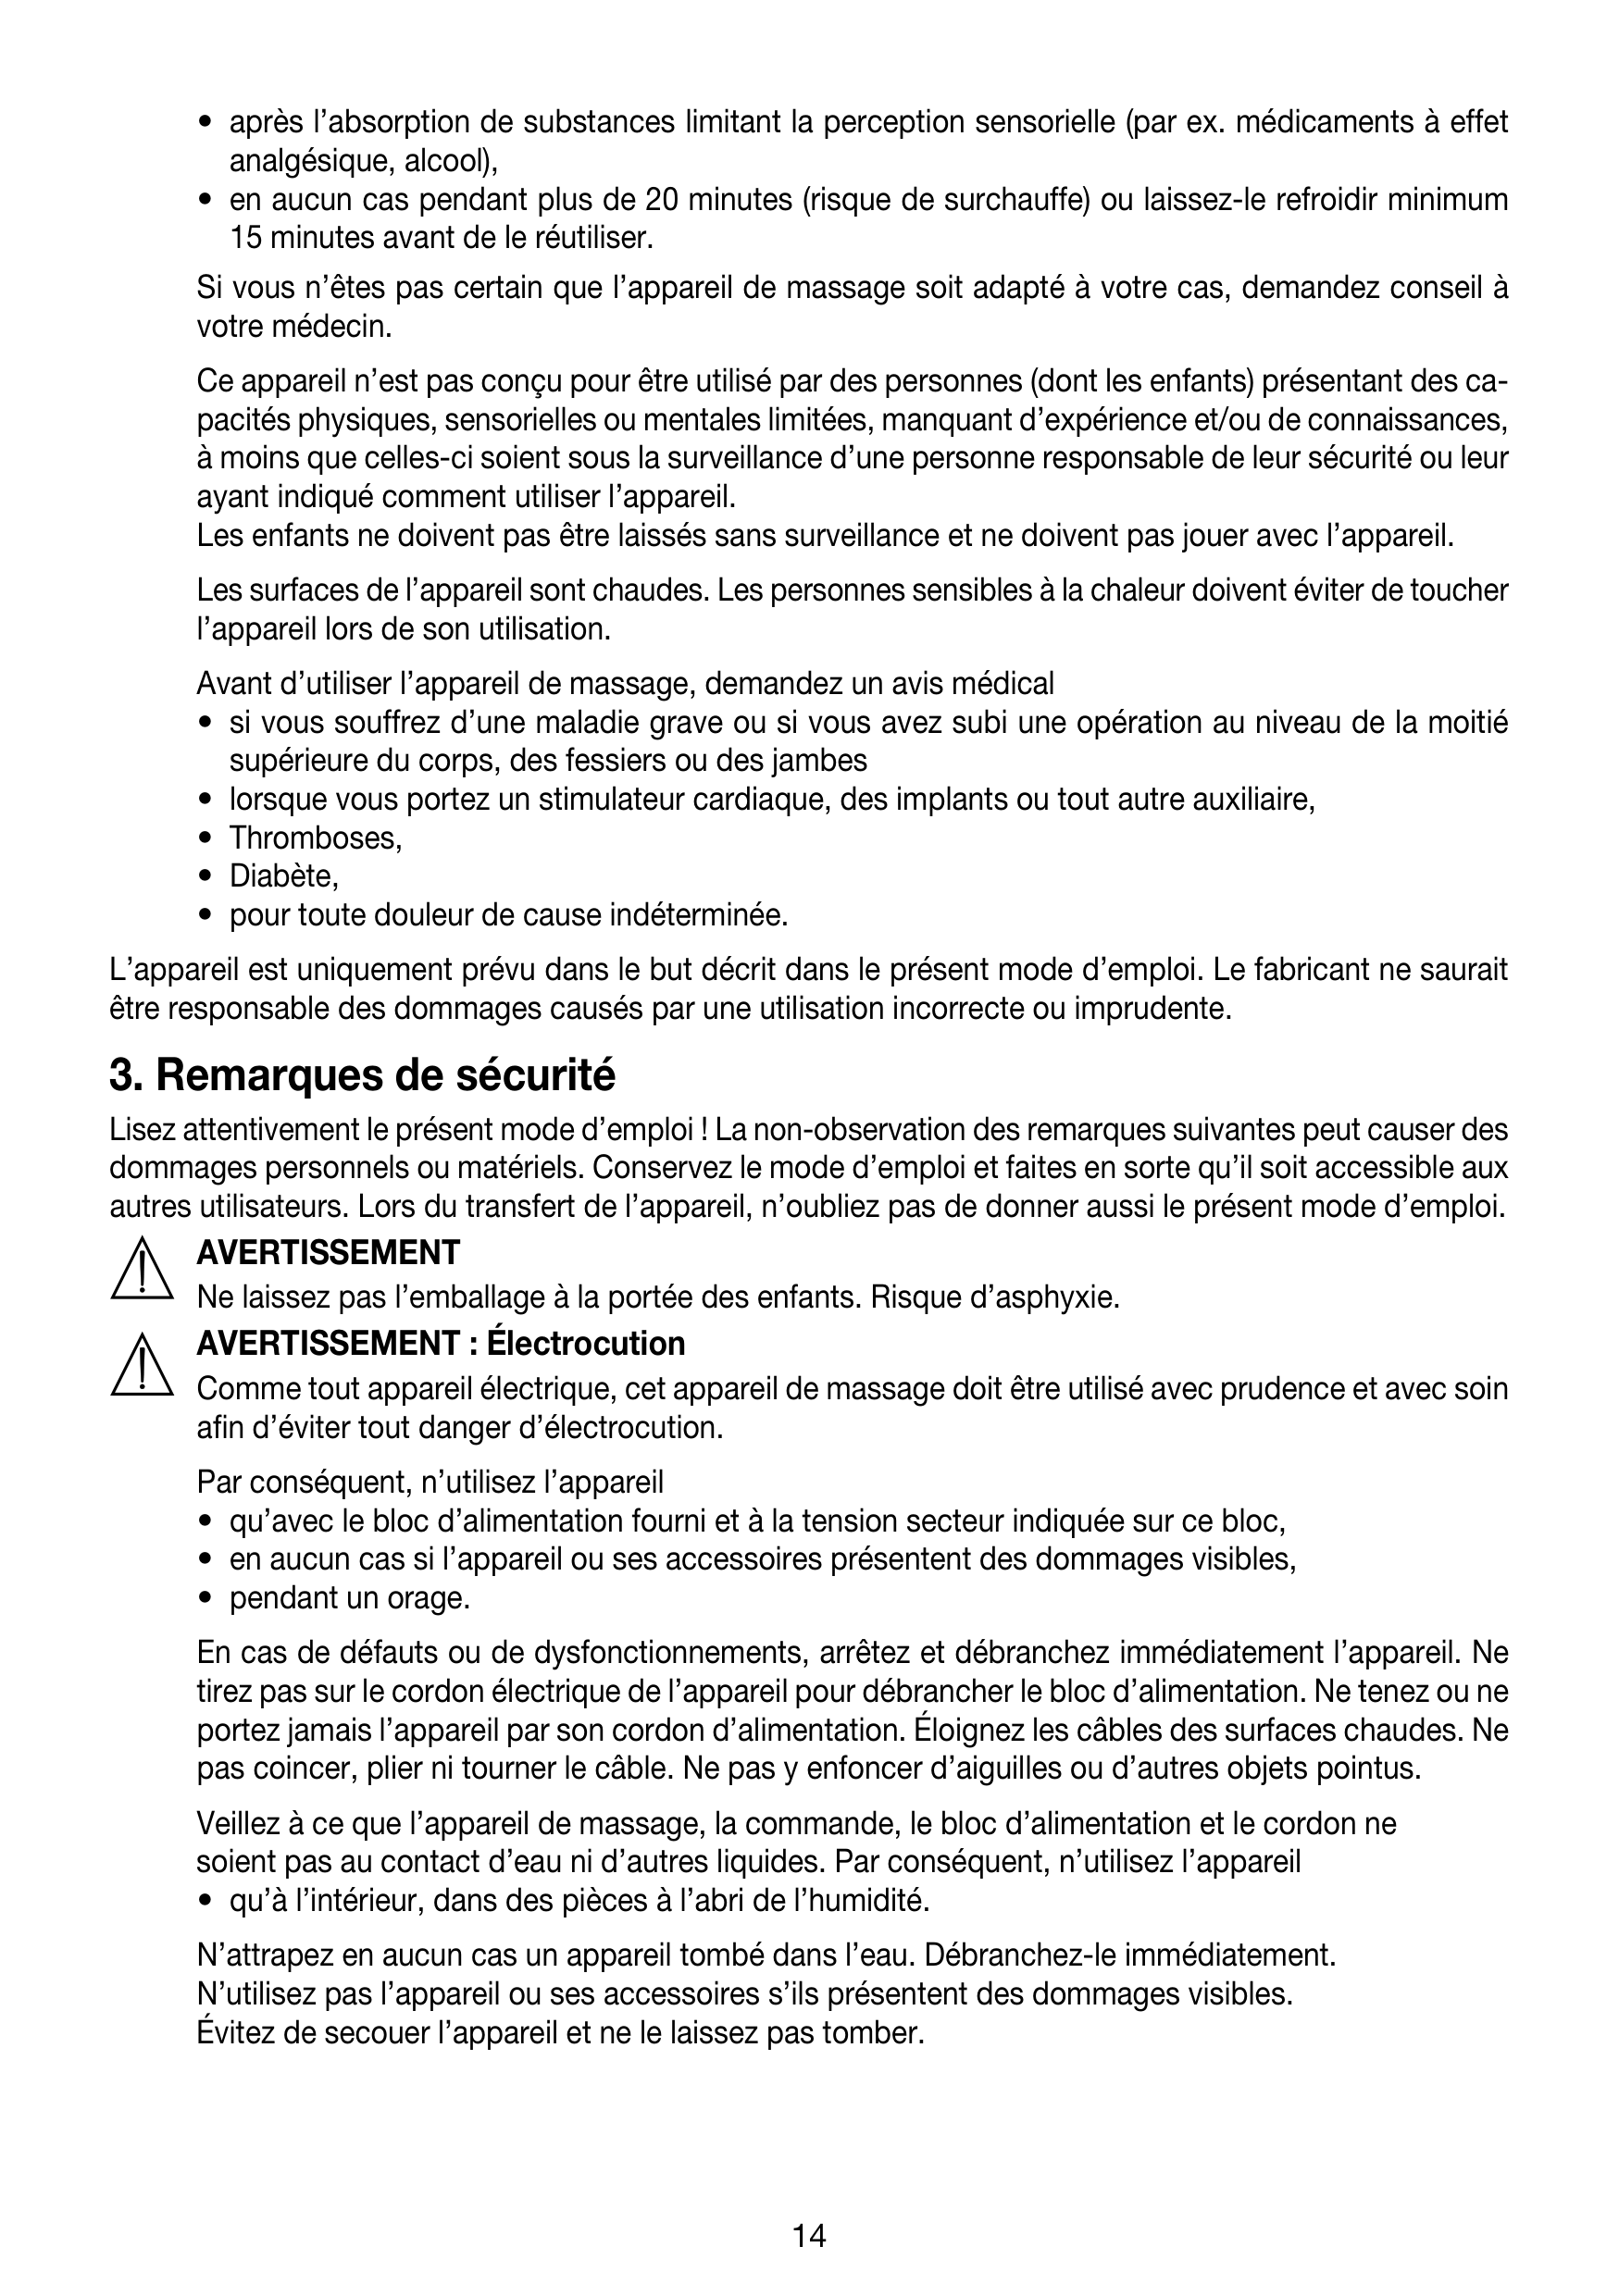 • après l’absorption de substances limitant la perception sensorielle (par ex. médicaments à effet
analgésique, alcool),
• en aucun cas pendant plus de 20 minutes (risque de surchauffe) ou laissez-le refroidir minimum
15 minutes avant de le réutiliser.
Si vous n’êtes pas certain que l’appareil de massage soit adapté à votre cas, demandez conseil à
votre médecin.
Ce appareil n’est pas conçu pour être utilisé par des personnes (dont les enfants) présentant des ca-
pacités physiques, sensorielles ou mentales limitées, manquant d’expérience et/ou de connaissances,
à moins que celles-ci soient sous la surveillance d’une personne responsable de leur sécurité ou leur
ayant indiqué comment utiliser l’appareil.
Les enfants ne doivent pas être laissés sans surveillance et ne doivent pas jouer avec l’appareil.
Les surfaces de l’appareil sont chaudes. Les personnes sensibles à la chaleur doivent éviter de toucher
l’appareil lors de son utilisation.
Avant d’utiliser l’appareil de massage, demandez un avis médical
• si vous souffrez d’une maladie grave ou si vous avez subi une opération au niveau de la moitié
supérieure du corps, des fessiers ou des jambes
• lorsque vous portez un stimulateur cardiaque, des implants ou tout autre auxiliaire,
• Thromboses,
• Diabète,
• pour toute douleur de cause indéterminée.
L’appareil est uniquement prévu dans le but décrit dans le présent mode d’emploi. Le fabricant ne saurait
être responsable des dommages causés par une utilisation incorrecte ou imprudente.
3. Remarques de sécurité
Lisez attentivement le présent mode d’emploi ! La non-observation des remarques suivantes peut causer des
dommages personnels ou matériels. Conservez le mode d’emploi et faites en sorte qu’il soit accessible aux
autres utilisateurs. Lors du transfert de l’appareil, n’oubliez pas de donner aussi le présent mode d’emploi.
AVERTISSEMENT
Ne laissez pas l’emballage à la portée des enfants. Risque d’asphyxie.
AVERTISSEMENT : Électrocution
Comme tout appareil électrique, cet appareil de massage doit être utilisé avec prudence et avec soin
afin d’éviter tout danger d’électrocution.
Par conséquent, n’utilisez l’appareil
• qu’avec le bloc d’alimentation fourni et à la tension secteur indiquée sur ce bloc,
• en aucun cas si l’appareil ou ses accessoires présentent des dommages visibles,
• pendant un orage.
En cas de défauts ou de dysfonctionnements, arrêtez et débranchez immédiatement l’appareil. Ne
tirez pas sur le cordon électrique de l’appareil pour débrancher le bloc d’alimentation. Ne tenez ou ne
portez jamais l’appareil par son cordon d’alimentation. Éloignez les câbles des surfaces chaudes. Ne
pas coincer, plier ni tourner le câble. Ne pas y enfoncer d’aiguilles ou d’autres objets pointus.
Veillez à ce que l’appareil de massage, la commande, le bloc d’alimentation et le cordon ne
soient pas au contact d’eau ni d’autres liquides. Par conséquent, n’utilisez l’appareil
• qu’à l’intérieur, dans des pièces à l’abri de l’humidité.
N’attrapez en aucun cas un appareil tombé dans l’eau. Débranchez-le immédiatement.
N’utilisez pas l’appareil ou ses accessoires s’ils présentent des dommages visibles.
Évitez de secouer l’appareil et ne le laissez pas tomber.
14